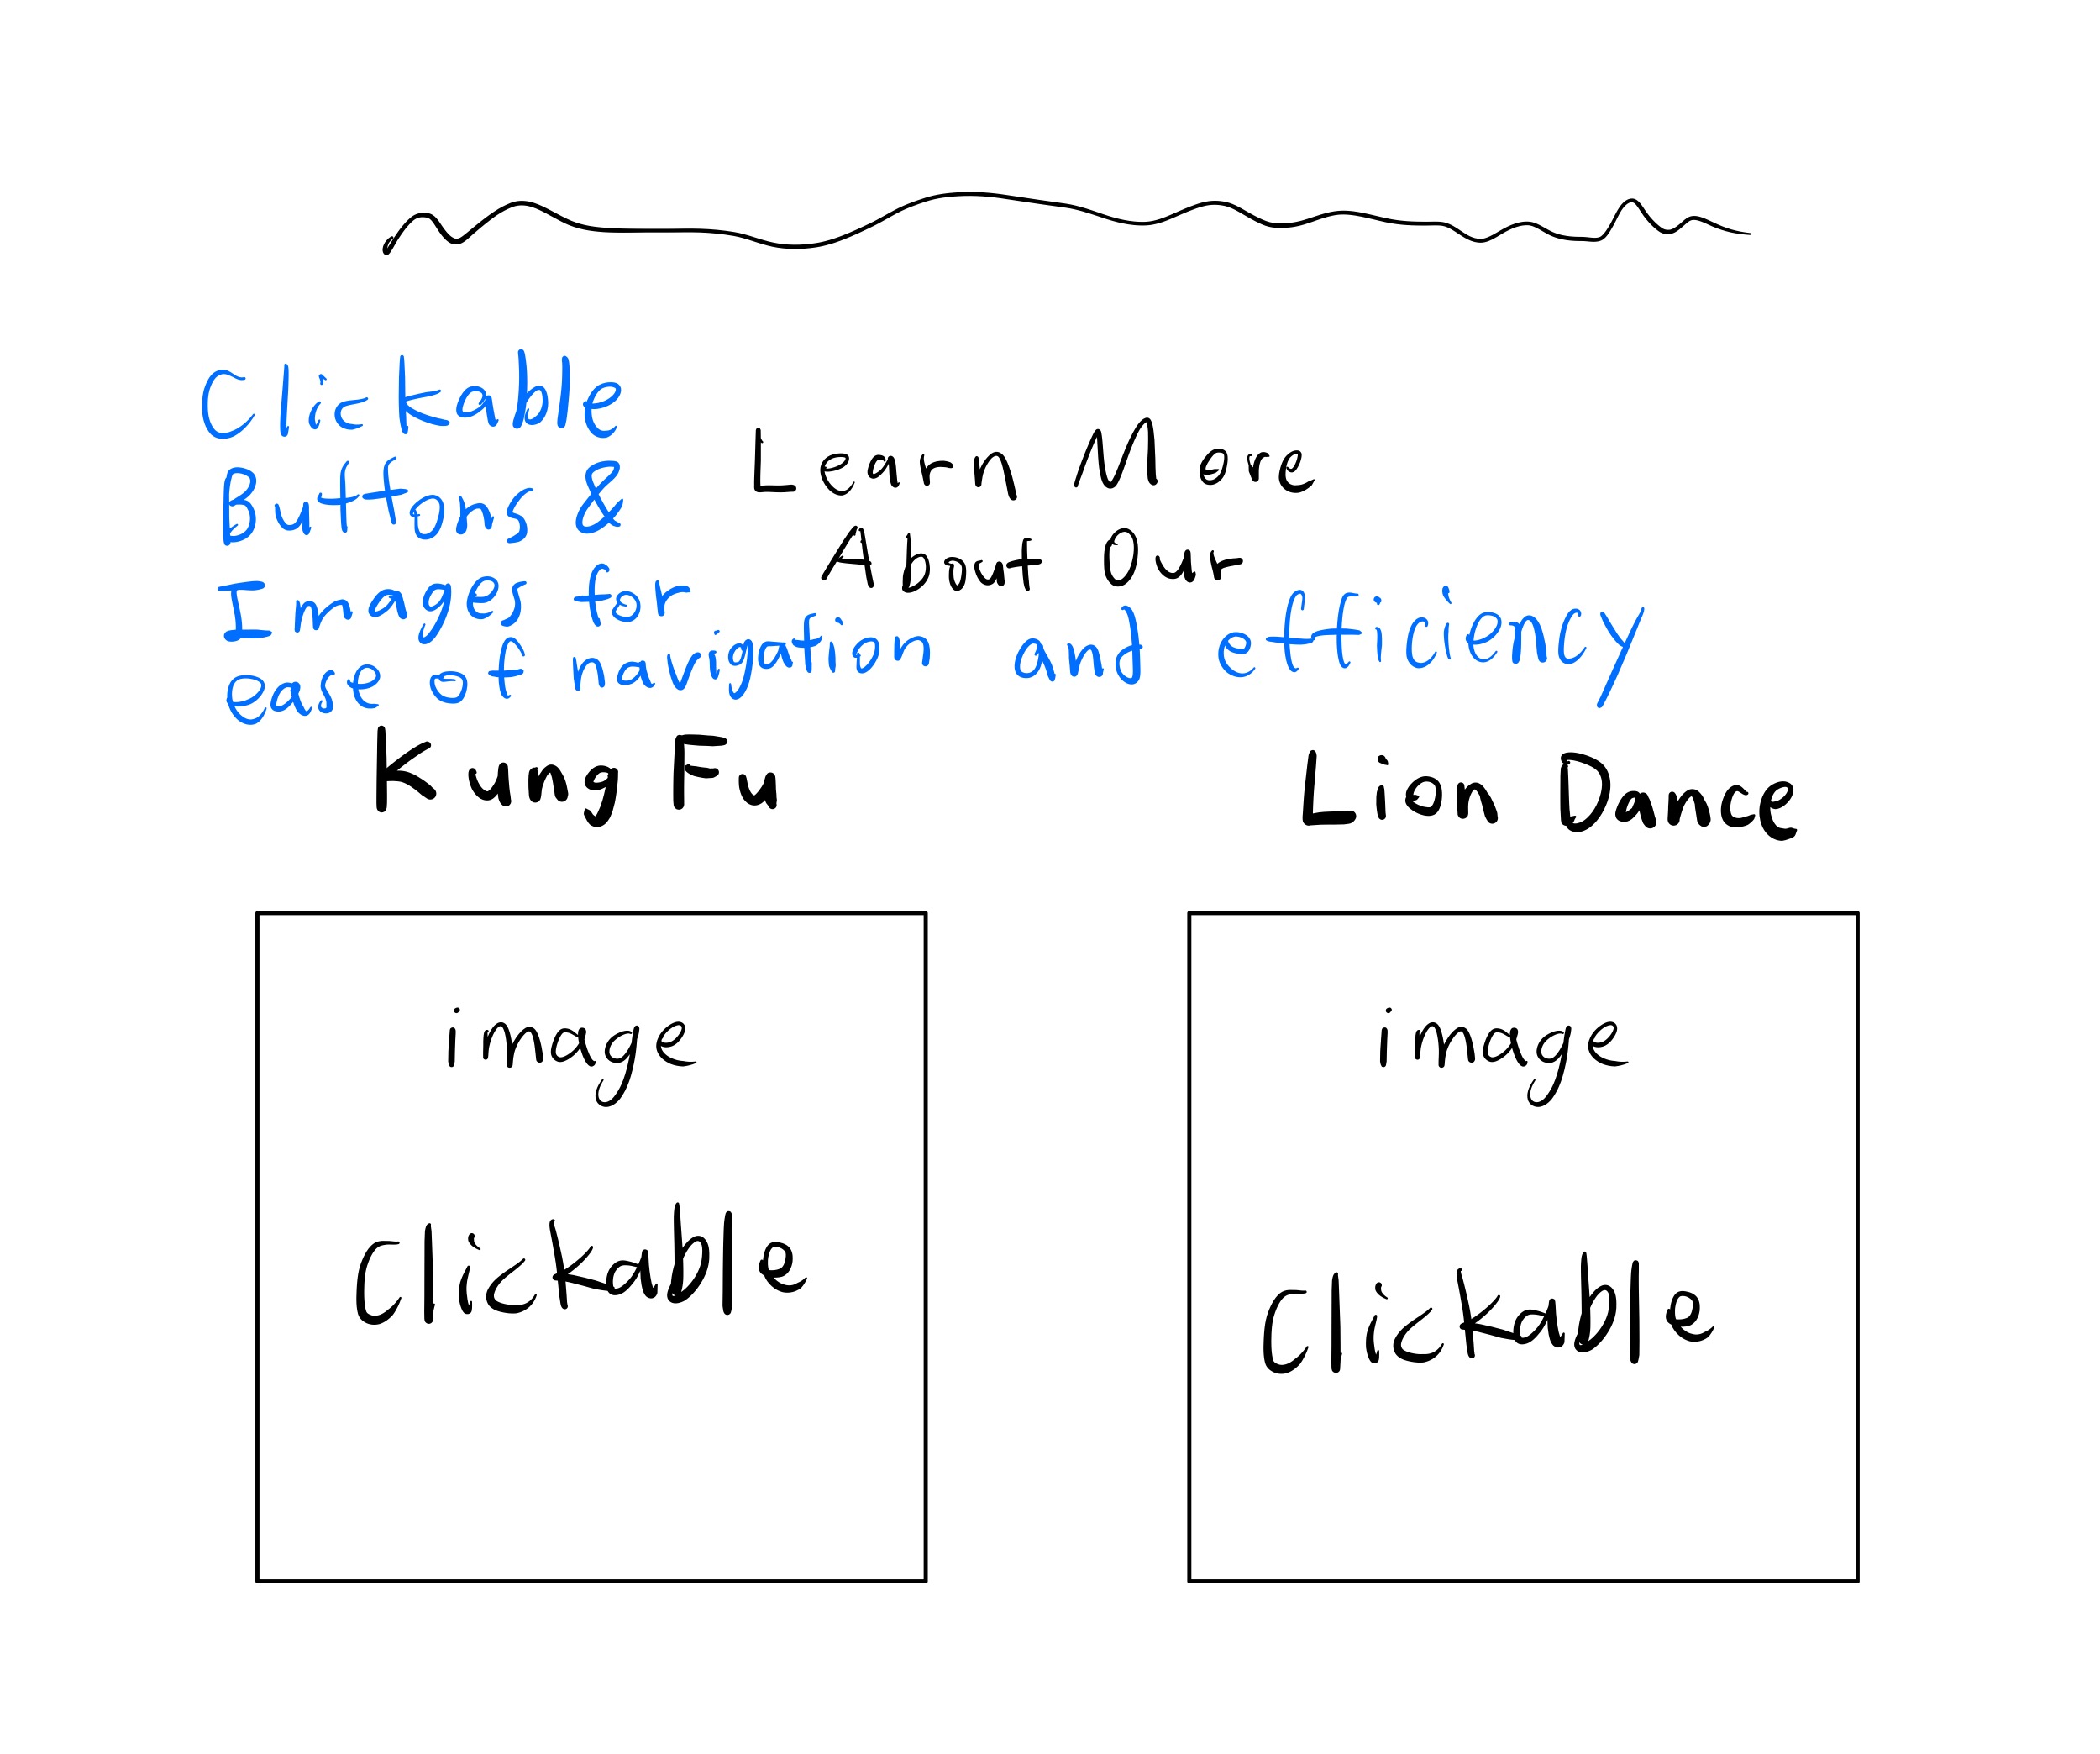 Clickable
Buttons &
Images for
ease of navigation and efficiency
Learn More
About Our
Kung Fu
Lion Dance
image
Clickable
image
Clickable